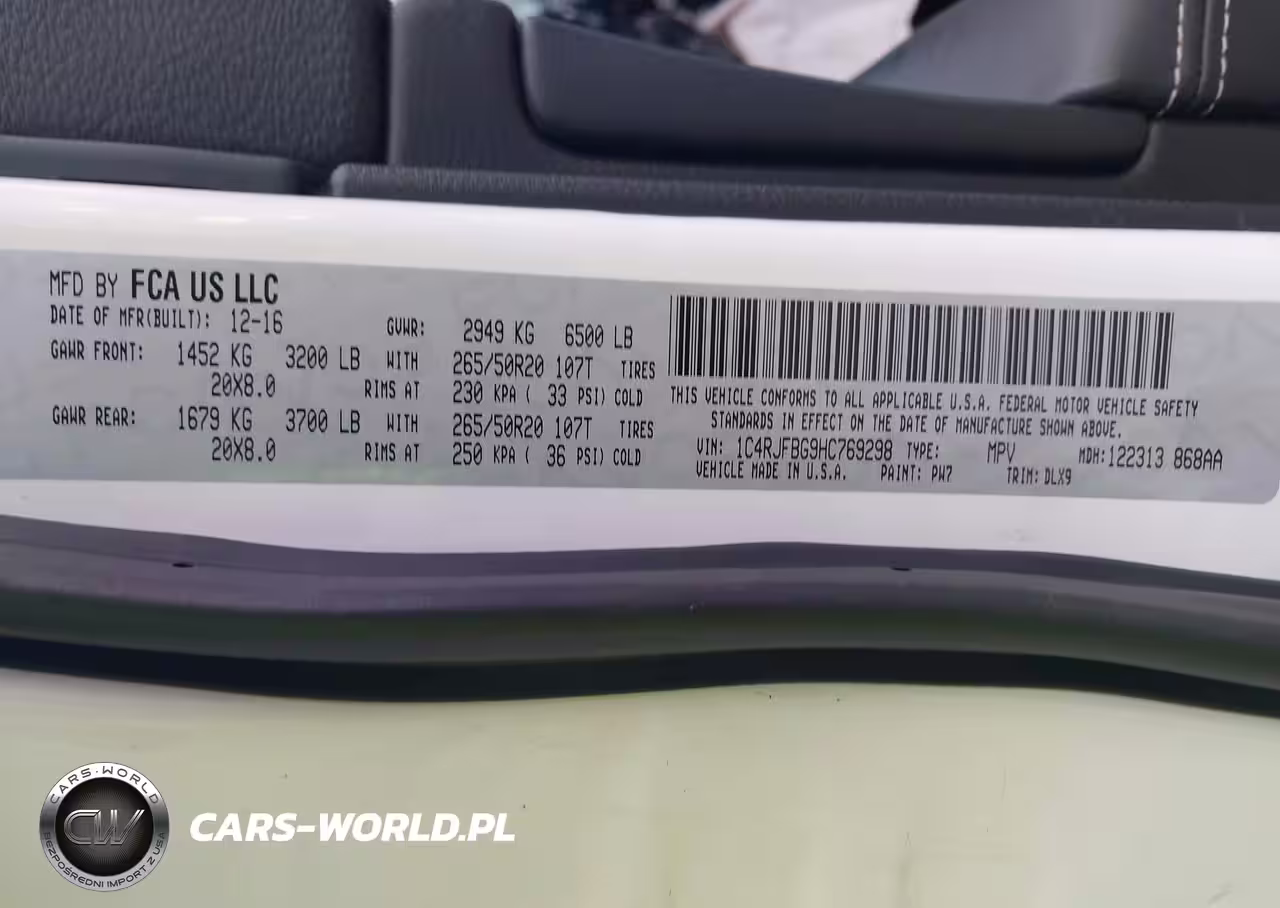 MFD BY FCA US LLC
DATE OF MFR(BUILT): 12-16 GVWR: 2949 KG 6500 LB
GAWR FRONT: 1452 KG 3200 LB WITH 265/50R20 107T TIRES
20X8.0 RIMS AT 230 KPA ( 33 PSI) COLD
GAWR REAR: 1679 KG 3700 LB WITH 265/50R20 107T TIRES
20X8.0 RIMS AT 250 KPA ( 36 PSI) COLD
THIS VEHICLE CONFORMS TO ALL APPLICABLE U.S.A. FEDERAL MOTOR VEHICLE SAFETY
STANDARDS IN EFFECT ON THE DATE OF MANUFACTURE SHOWN ABOVE.
VIN: 1C4RJFBG9HC769298 TYPE: MPV MDH:122313 868AA
VEHICLE MADE IN U.S.A. PAINT: PW7 TRIM: DLX9
CARS-WORLD
CW
BEZPOŚREDNI IMPORT Z USA
CARS-WORLD.PL